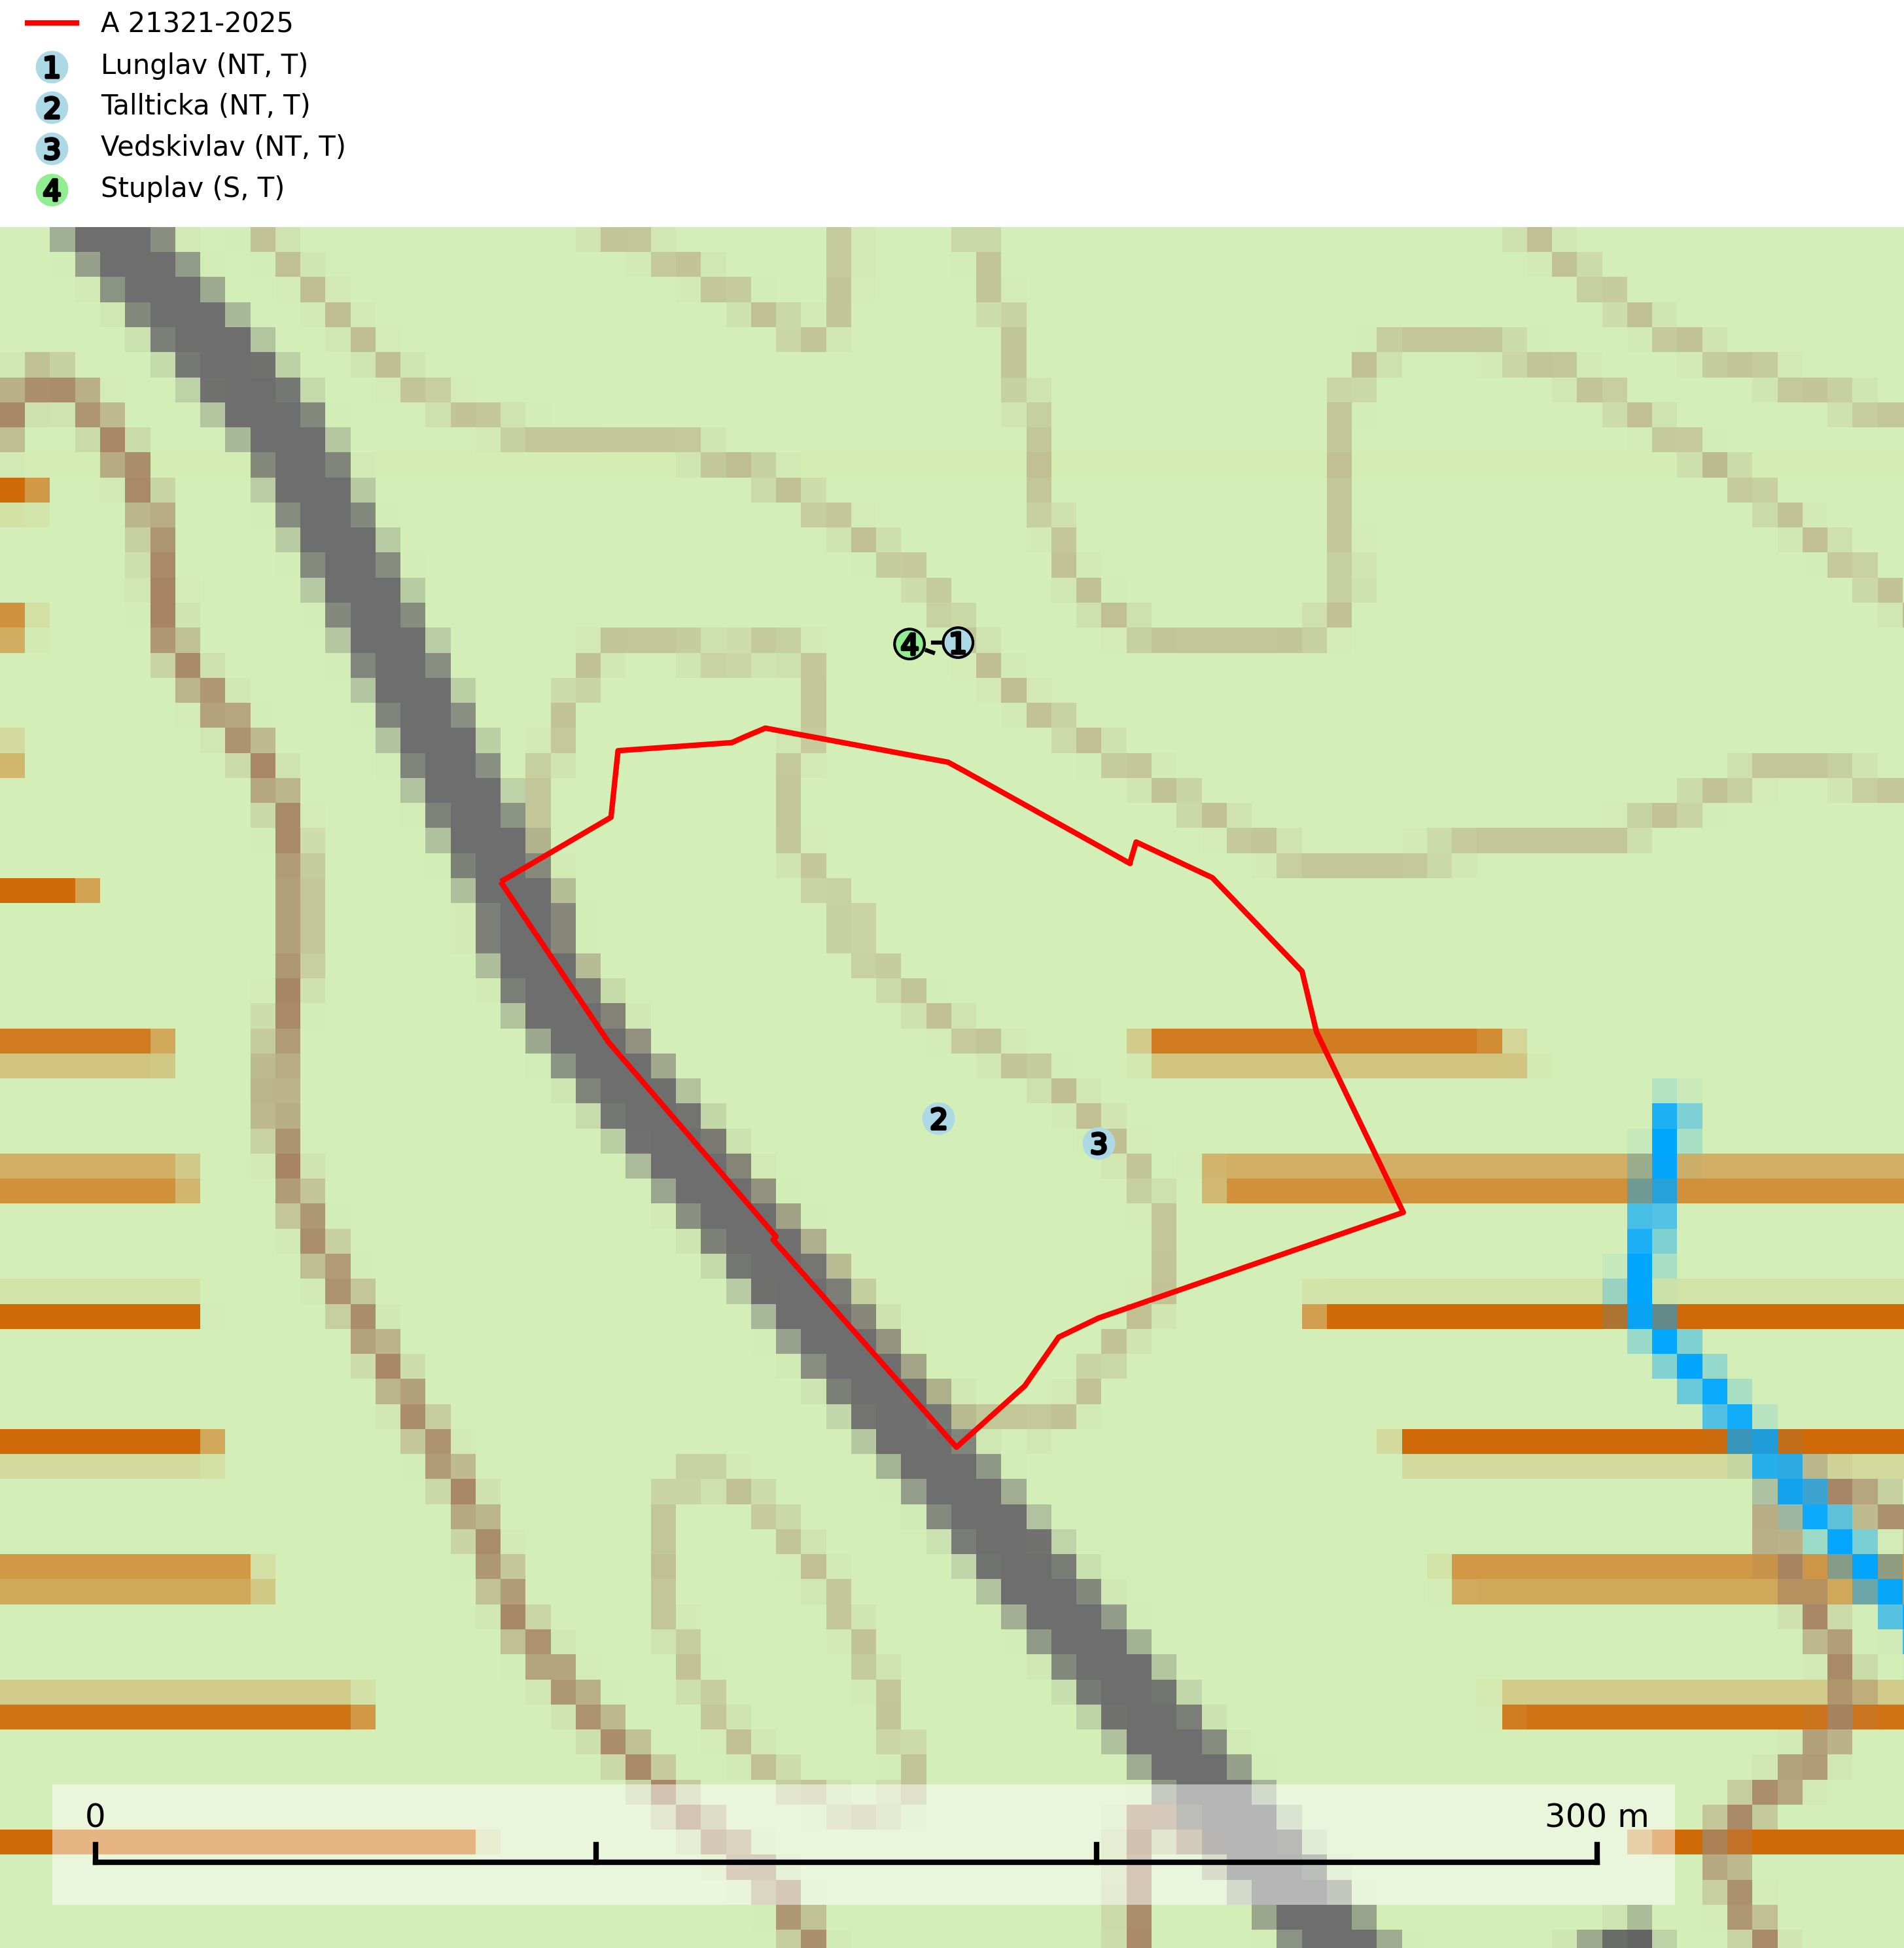 A 21321-2025
1 Lunglav (NT, T)
2 Tallticka (NT, T)
3 Vedskivlav (NT, T)
4 Stuplav (S, T)
4 1
2
3
0 300 m